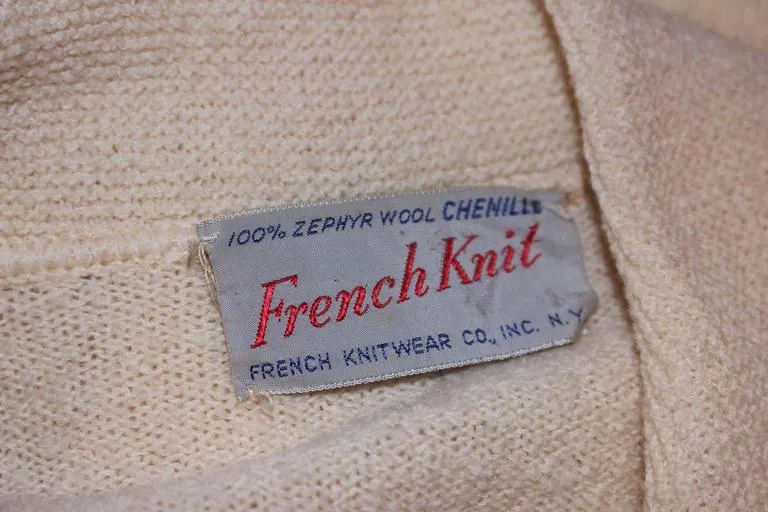 100% ZEPHYR WOOL CHENILLE
French Knit
FRENCH KNITWEAR CO., INC. N.Y